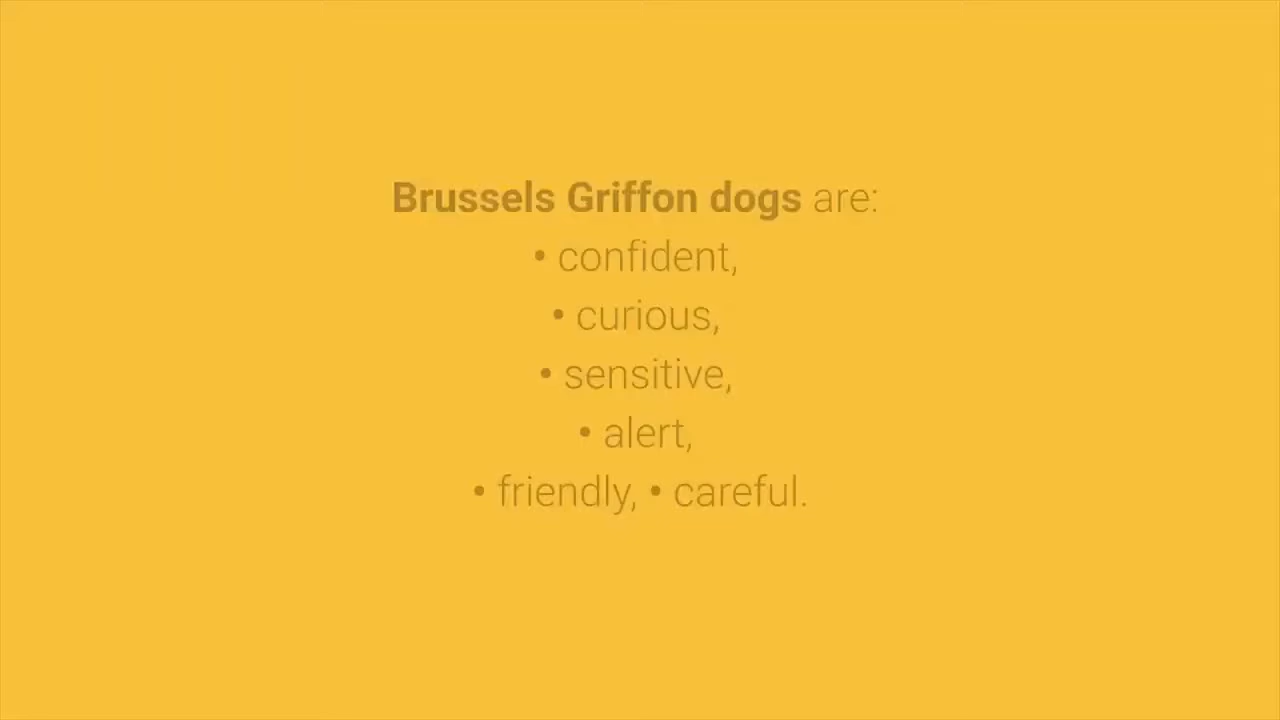 Brussels Griffon dogs are:
• confident,
• curious,
• sensitive,
• alert,
• friendly, • careful.